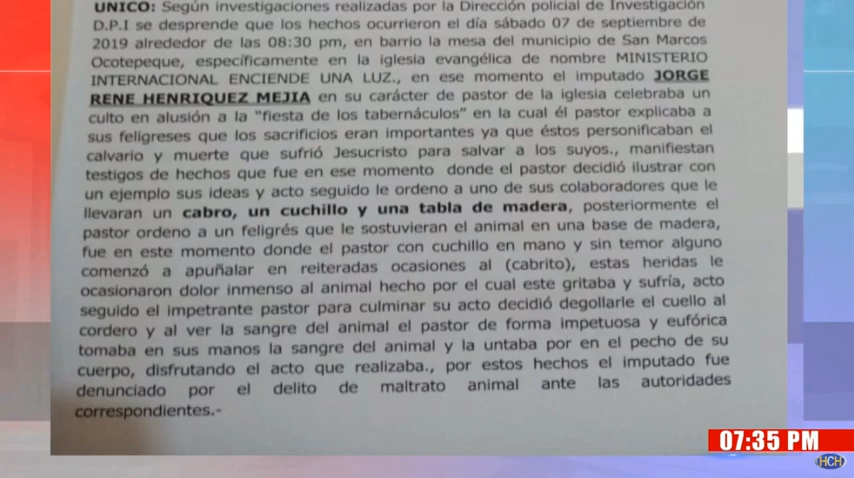 ÚNICO: Según investigaciones realizadas por la Dirección policial de Investigación
D.P.I se desprende que los hechos ocurrieron el día sábado 07 de septiembre de
2019 alrededor de las 08:30 pm, en barrio la mesa del municipio de San Marcos
Ocotepeque, específicamente en la iglesia evangélica de nombre MINISTERIO
INTERNACIONAL ENCIENDE UNA LUZ., en ese momento el imputado JORGE
RENE HENRIQUEZ MEJIA en su carácter de pastor de la iglesia celebraba un
culto en alusión a la “fiesta de los tabernáculos” en la cual él pastor explicaba a
sus feligreses que los sacrificios eran importantes ya que éstos personificaban el
calvario y muerte que sufrió Jesucristo para salvar a los suyos., manifiestan
testigos de hechos que fue en ese momento donde el pastor decidió ilustrar con
un ejemplo sus ideas y acto seguido le ordeno a uno de sus colaboradores que le
llevaran un cabro, un cuchillo y una tabla de madera, posteriormente el
pastor ordeno a un feligrés que le sostuvieran el animal en una base de madera,
fue en este momento donde el pastor con cuchillo en mano y sin temor alguno
comenzó a apuñalar en reiteradas ocasiones al (cabrito), estas heridas le
ocasionaron dolor inmenso al animal hecho por el cual este gritaba y sufría, acto
seguido el impetrante pastor para culminar su acto decidió degollarle el cuello al
cordero y al ver la sangre del animal el pastor de forma impetuosa y eufórica
tomaba en sus manos la sangre del animal y la untaba por en el pecho de su
cuerpo, disfrutando el acto que realizaba., por estos hechos el imputado fue
denunciado por el delito de maltrato animal ante las autoridades
correspondientes.-
07:35 PM
HCH